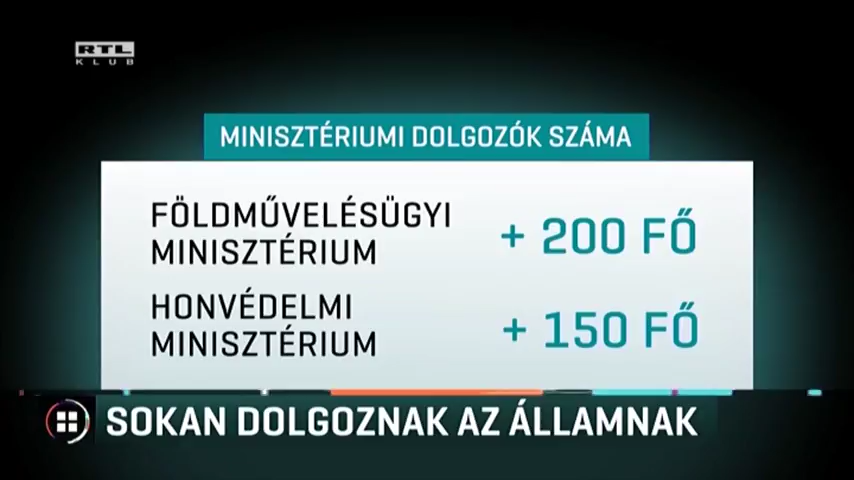 RTL
KLUB
MINISZTÉRIUMI DOLGOZÓK SZÁMA
FÖLDMŰVELÉSÜGYI
MINISZTÉRIUM
+ 200 FŐ
HONVÉDELMI
MINISZTÉRIUM
+ 150 FŐ
SOKAN DOLGOZNAK AZ ÁLLAMNAK